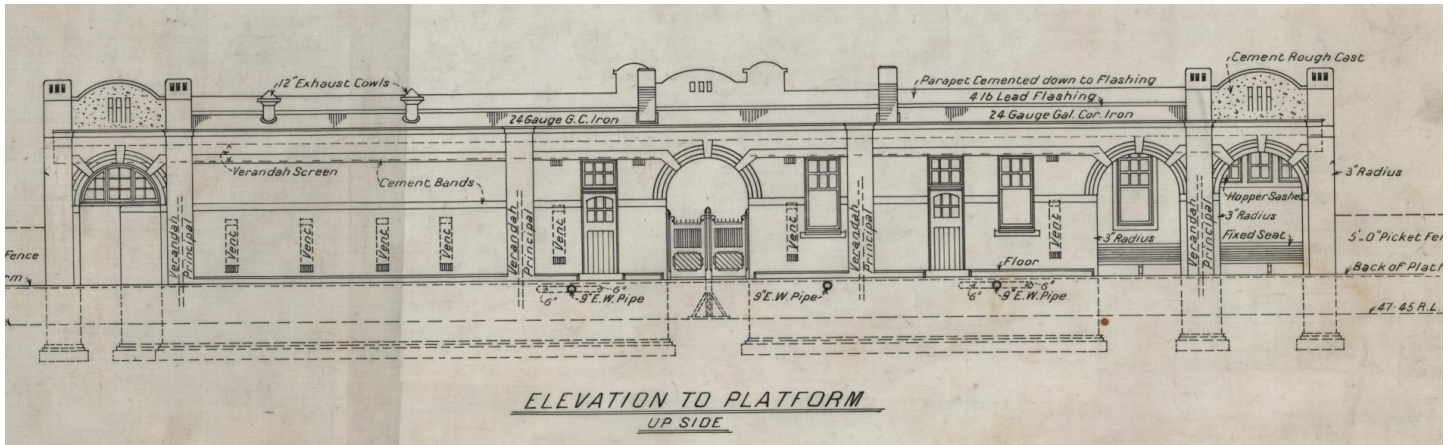 Cement Rough Cast
12" Exhaust Cowls
Parapet Cemented down to Flashing
4 lb Lead Flashing
24 Gauge G.C. Iron
24 Gauge Gal. Cor. Iron
Verandah Screen
Cement Bands
3" Radius
Hopper Sashes
3" Radius
Fixed Seat
3" Radius
Verandah Principal
Vent
Vent
Vent
Vent
Verandah Principal
Vent
Vent
Verandah Principal
Vent
Verandah Principal
Fence
5'.0" Picket
Floor
Back of
6"
9" E.W. Pipe
6"
9" E.W. Pipe
6"
9" E.W. Pipe
6"
47.45 R.L.
ELEVATION TO PLATFORM
UP SIDE